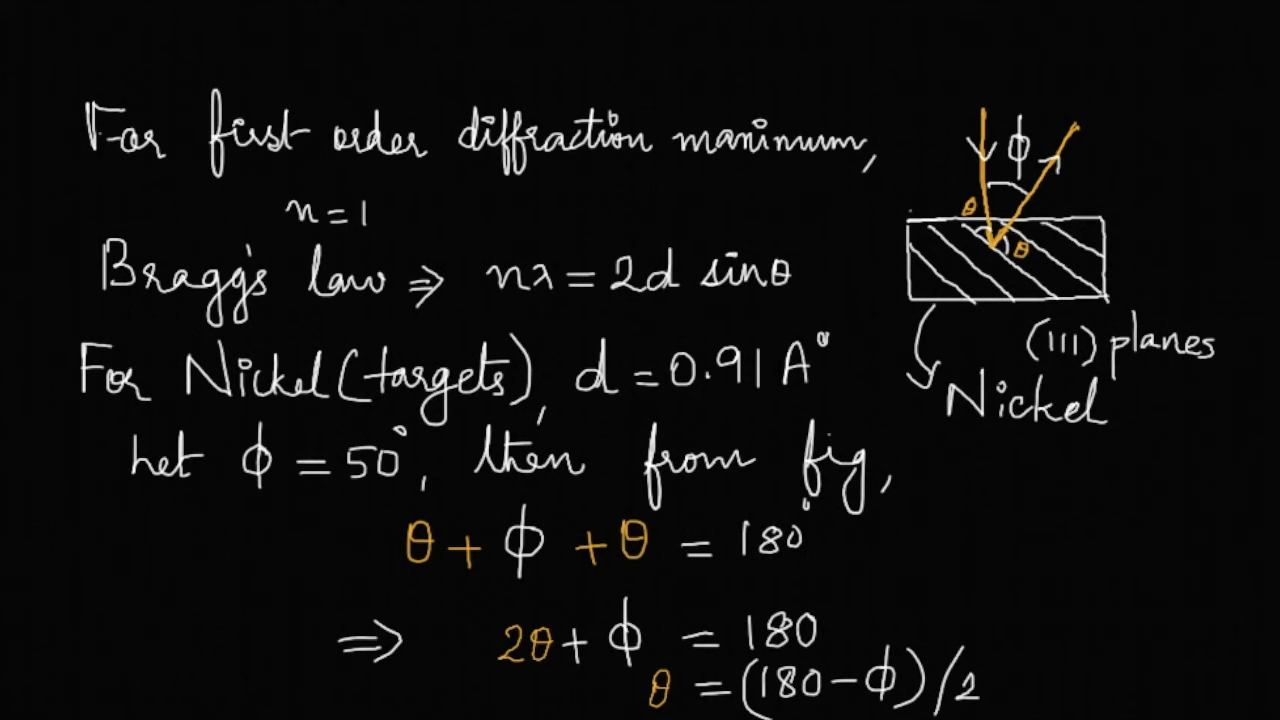 For first order diffraction maximum,
n = 1
Bragg's law ⇒ nλ = 2d sinθ
For Nickel (targets), d = 0.91 A°
Let ϕ = 50°, then from fig,
θ + ϕ + θ = 180°
⇒ 2θ + ϕ = 180
θ = (180 - ϕ)/2
ϕ
θ
θ
(111) planes
Nickel